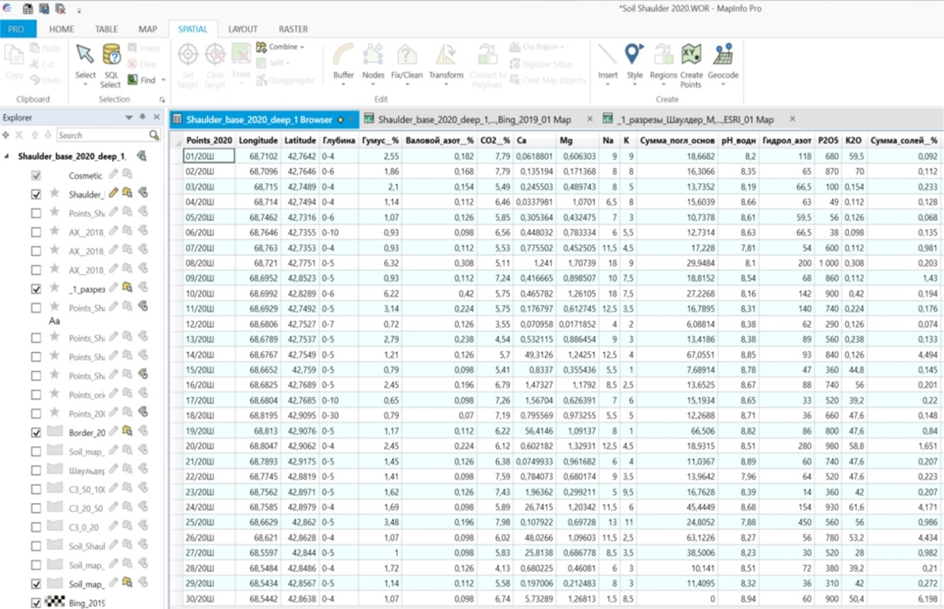 *Soil Shaulder 2020.WOR - MapInfo Pro
PRO HOME TABLE MAP SPATIAL LAYOUT RASTER
Copy Paste Cut Undo Select SQL Select Insert Clear Find Set Target Clear Target Erase Combine Split Disaggregate Buffer Nodes Fix/Clean Transform Convert to Polylines Clip Region Digitizer Setup Clear Map Objects Insert Style Regions Create Points Geocode
Clipboard Selection Edit Create
Explorer Shaulder_base_2020_deep_1 Browser Shaulder_base_2020_deep_1,...,Bing_2019_01 Map _1_разрезы_Шаулдер_М,...,ESRI_01 Map
Search
Shaulder_base_2020_deep_1,
Cosmetic
Shaulder_
Points_Sha
AX__2018_
AX__2018_
AX__2018_
_1_разрез
Points_Sha
Aa
Points_Sha
Points_Sha
Points_Sha
Points_ori
Points_20
Border_20
Soil_map_
Шаульдер
C3_50_100
C3_20_50
C3_0_20
Soil_Shaul
Soil_map_
Soil_map_
Bing_2019
Points_2020 Longitude Latitude Глубина Гумус__% Валовой_азот__% CO2__% Ca Mg Na K Сумма_погл_основ pH_водн Гидрол_азот P2O5 K2O Сумма_солей__%
01/20Ш 68,7102 42,7642 0-4 2,55 0,182 7,79 0,0618801 0,606303 9 9 18,6682 8,2 118 680 59,5 0,092
02/20Ш 68,7096 42,7646 0-6 1,86 0,168 7,79 0,135194 0,171368 8 8 16,3066 8,35 65 870 70 0,112
03/20Ш 68,715 42,7489 0-4 2,1 0,154 5,49 0,245503 0,489743 8 5 13,7352 8,19 66,5 100 0,154 0,233
04/20Ш 68,714 42,7494 0-4 1,14 0,112 6,46 0,0337981 1,0701 6,5 8 15,6039 8,66 63 49 0,112 0,128
05/20Ш 68,7462 42,7316 0-6 1,07 0,126 5,85 0,305364 0,432475 7 3 10,7378 8,61 59,5 56 0,126 0,068
06/20Ш 68,7646 42,7355 0-10 0,93 0,098 6,56 0,448032 0,783334 6 5,5 12,7314 8,63 66,5 38 0,098 0,135
07/20Ш 68,763 42,7353 0-4 0,93 0,112 5,53 0,775502 0,452505 11,5 4,5 17,228 7,81 54 600 0,112 0,981
08/20Ш 68,721 42,7751 0-5 6,32 0,308 5,11 1,241 1,70739 18 9 29,9484 8,1 200 1 000 0,308 0,203
09/20Ш 68,6952 42,8523 0-5 0,93 0,112 7,24 0,416665 0,898507 10 7,5 18,8152 8,54 68 860 0,112 1,43
10/20Ш 68,6992 42,8289 0-6 6,22 0,42 5,75 0,465782 1,26105 18 7,5 27,2268 8,16 142 900 0,42 0,194
11/20Ш 68,6929 42,7492 0-5 3,14 0,224 5,75 0,176797 0,612745 12,5 3,5 16,7895 8,31 140 740 0,224 0,176
12/20Ш 68,6806 42,7527 0-7 0,72 0,126 3,55 0,070958 0,0171852 4 2 6,08814 8,38 62 290 0,126 0,074
13/20Ш 68,6789 42,7537 0-5 2,79 0,238 4,54 0,532115 0,886454 9 3 13,4186 8,38 89 560 0,238 0,133
14/20Ш 68,6767 42,7549 0-5 1,21 0,126 5,7 49,3126 1,24251 12,5 4 67,0551 8,85 93 840 0,126 4,494
15/20Ш 68,6652 42,759 0-5 0,79 0,098 5,41 0,8337 0,355436 5,5 1 7,68914 8,78 47 360 44,8 0,145
16/20Ш 68,6825 42,7689 0-5 2,45 0,196 6,79 1,47327 1,1792 8,5 2,5 13,6525 8,67 88 740 56 0,201
17/20Ш 68,6804 42,7685 0-10 0,65 0,098 7,26 1,56704 0,626391 7 6 15,1934 8,65 33 520 39,2 0,22
18/20Ш 68,8195 42,9095 0-30 0,79 0,07 7,19 0,795569 0,973255 5,5 5 12,2688 8,71 36 660 47,6 0,148
19/20Ш 68,813 42,9076 0-5 1,17 0,112 6,22 56,4146 1,09137 8 1 66,506 8,82 86 800 47,6 0,84
20/20Ш 68,8047 42,9062 0-4 2,45 0,224 6,12 0,602182 1,32931 12,5 4,5 18,9315 8,51 280 980 58,8 1,651
21/20Ш 68,7893 42,9175 0-4 1,45 0,126 6,38 0,0749933 0,961682 6 4 11,0367 8,89 60 740 47,6 0,207
22/20Ш 68,7745 42,8819 0-5 1,41 0,098 7,59 0,784073 0,680174 9 3,5 13,9642 7,96 64 520 47,6 0,223
23/20Ш 68,7562 42,8971 0-5 1,62 0,126 7,43 1,96362 0,299211 5 9,5 16,7628 8,39 14 360 42 0,207
24/20Ш 68,7585 42,8979 0-4 1,69 0,098 5,89 26,7415 1,20342 11,5 6 45,4449 8,68 154 930 61,6 4,171
25/20Ш 68,6629 42,862 0-5 3,48 0,196 7,98 0,107922 0,69728 13 11 24,8052 7,88 450 560 56 0,986
26/20Ш 68,621 42,8628 0-4 1,07 0,098 6,02 48,0266 1,09603 11,5 2,5 63,1226 8,27 56 780 53,2 4,434
27/20Ш 68,5597 42,844 0-5 1 0,098 5,83 25,8138 0,686778 8,5 3,5 38,5006 8,23 30 520 28 0,982
28/20Ш 68,5484 42,8486 0-4 1,72 0,126 4,13 0,680225 0,46081 6 3 10,141 8,51 72 380 39,2 0,21
29/20Ш 68,5434 42,8567 0-5 1,14 0,112 5,58 0,197006 0,212483 8 3 11,4095 8,32 36 310 42 0,272
30/20Ш 68,5442 42,8638 0-4 1,07 0,098 6,74 5,73289 1,26813 1,5 8,5 0 8,94 60 900 50,4 6,198